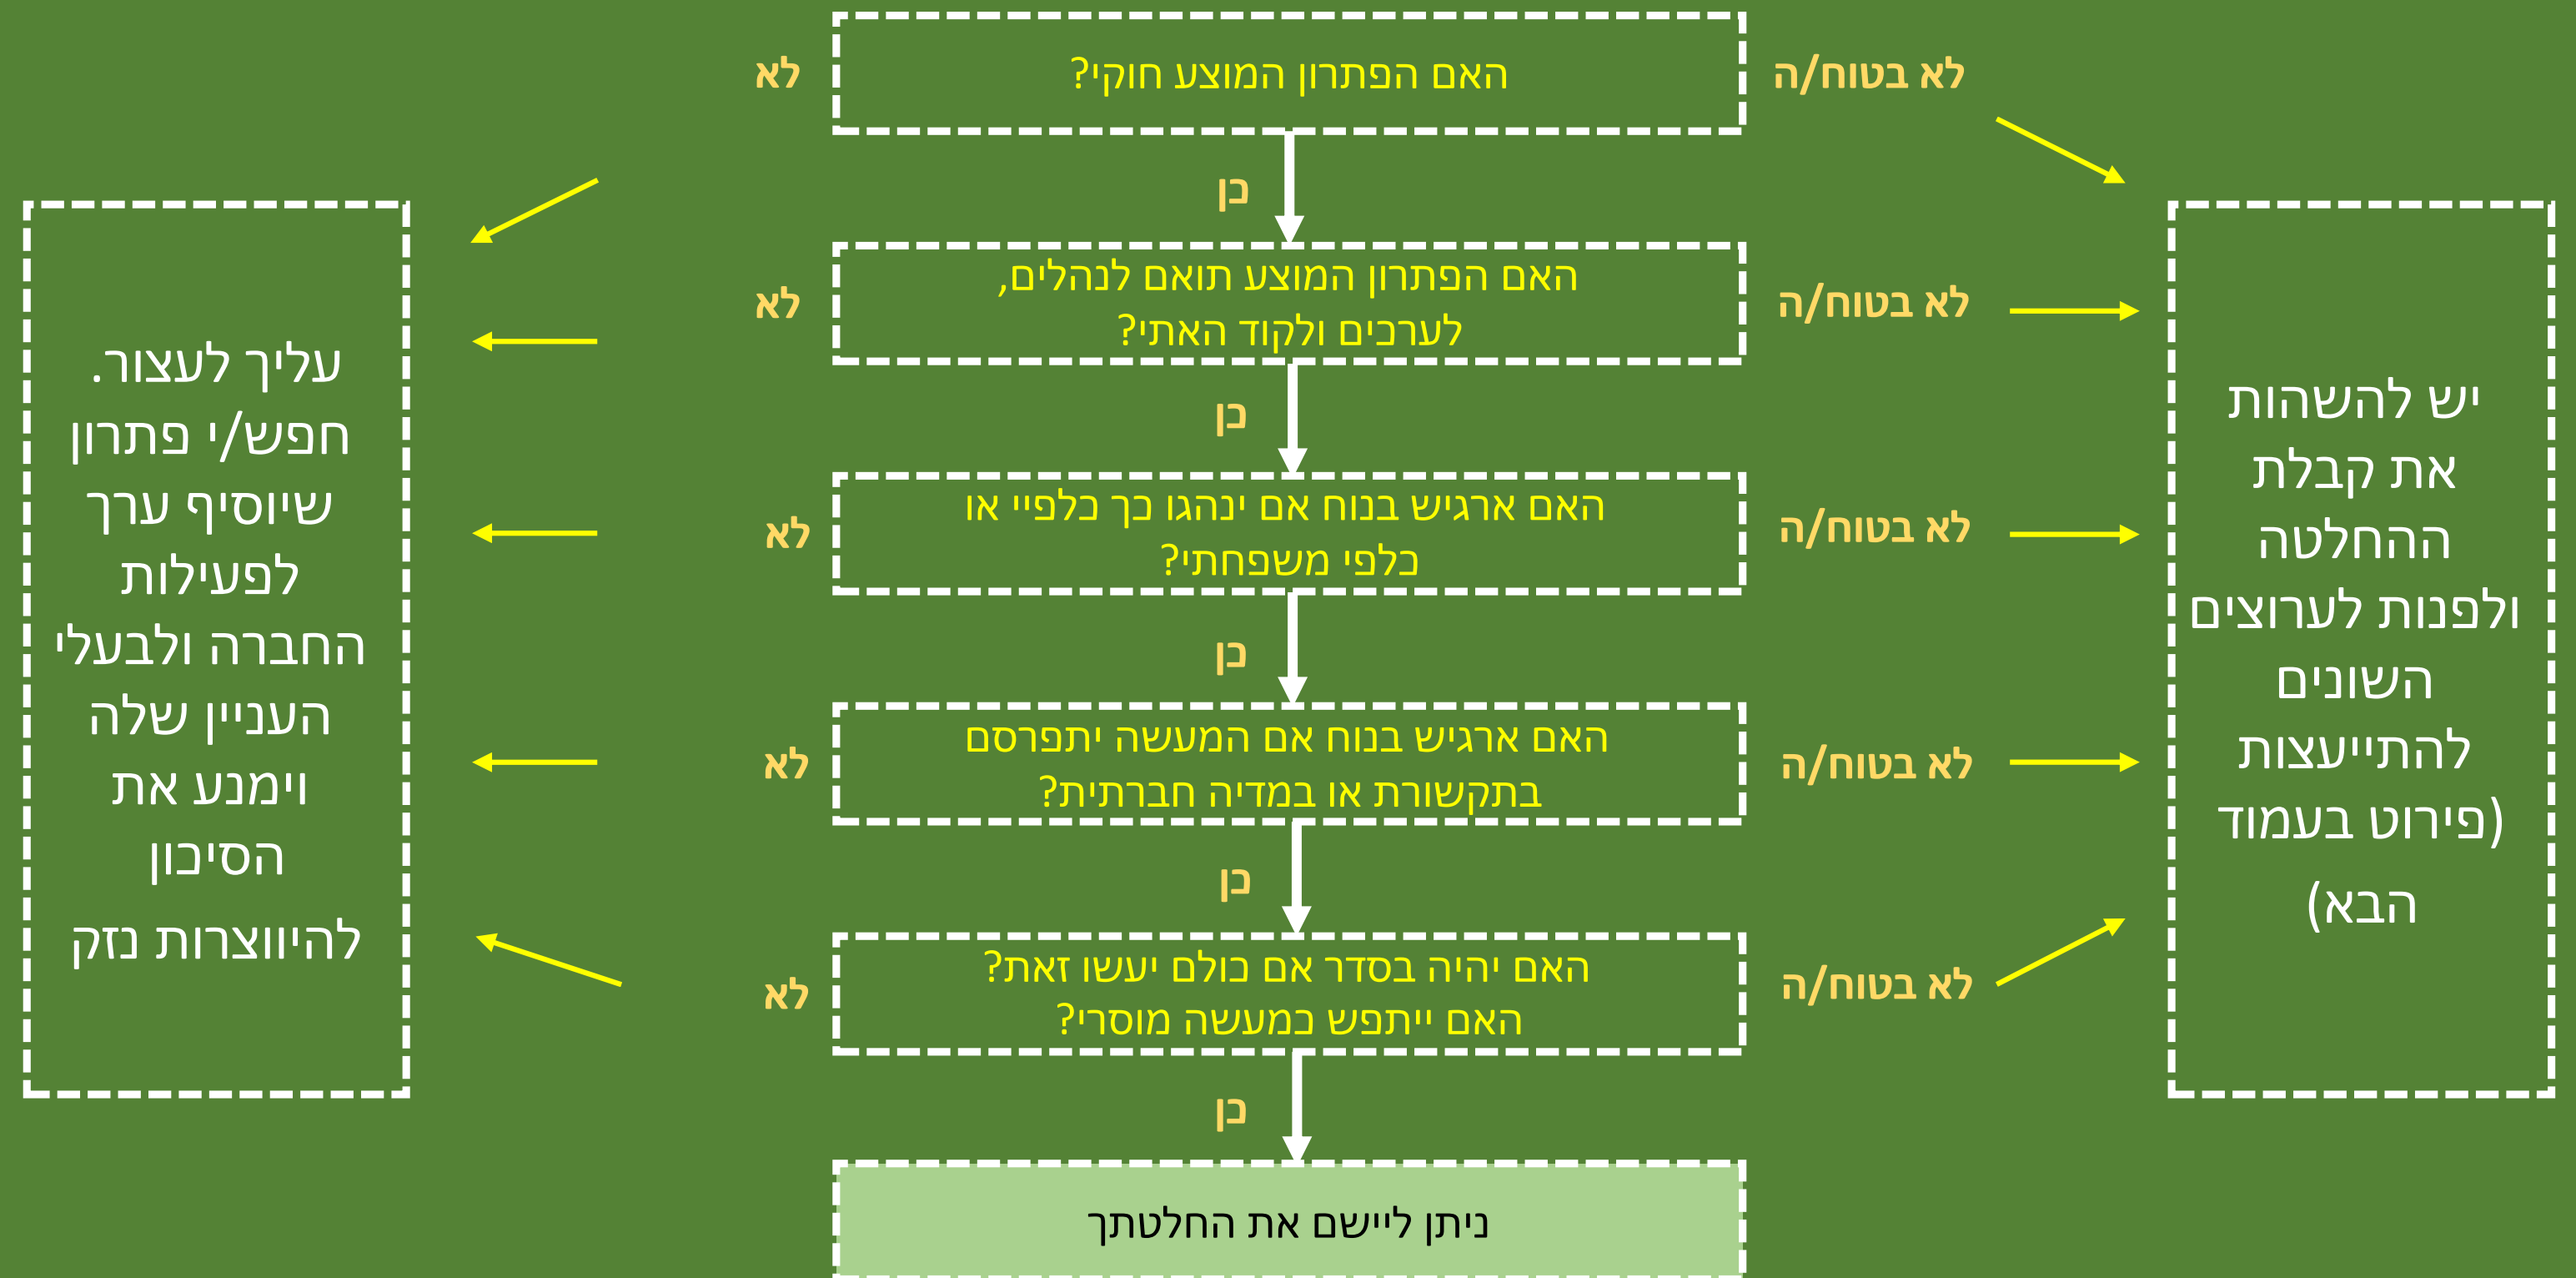 האם הפתרון המוצע חוקי?
לא בטוח/ה
לא
כן
האם הפתרון המוצע תואם לנהלים,
לערכים ולקוד האתי?
לא בטוח/ה
לא
כן
האם ארגיש בנוח אם ינהגו כך כלפיי או
כלפי משפחתי?
לא בטוח/ה
לא
כן
האם ארגיש בנוח אם המעשה יתפרסם
בתקשורת או במדיה חברתית?
לא בטוח/ה
לא
כן
האם יהיה בסדר אם כולם יעשו זאת?
האם ייתפש כמעשה מוסרי?
לא בטוח/ה
לא
כן
ניתן ליישם את החלטתך
יש להשהות
את קבלת
ההחלטה
ולפנות לערוצים
השונים
להתייעצות
(פירוט בעמוד
הבא)
עליך לעצור.
חפש/י פתרון
שיוסיף ערך
לפעילות
החברה ולבעלי
העניין שלה
וימנע את
הסיכון
להיווצרות נזק